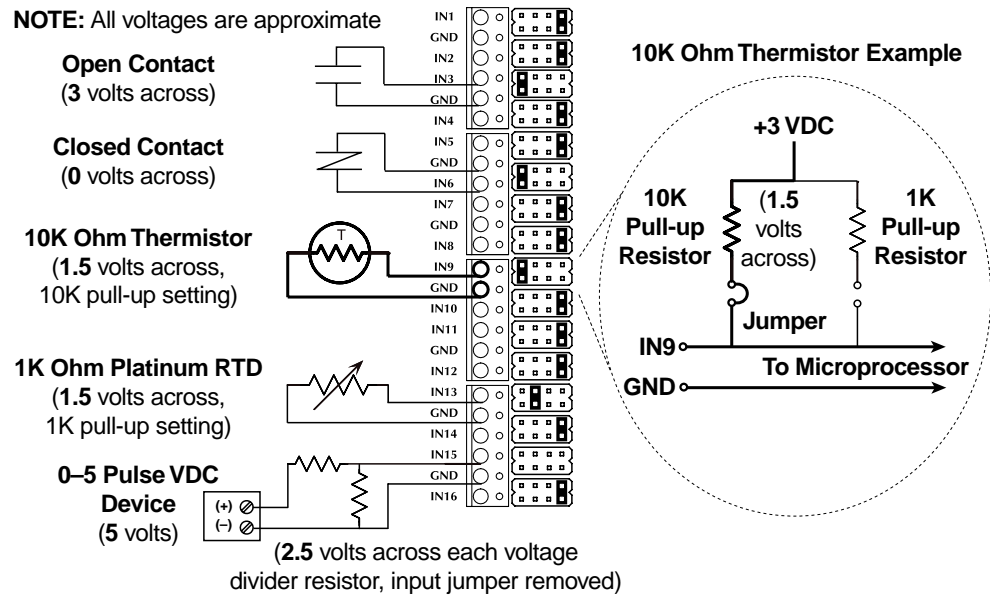 NOTE: All voltages are approximate
Open Contact
(3 volts across)
Closed Contact
(0 volts across)
10K Ohm Thermistor
(1.5 volts across,
10K pull-up setting)
1K Ohm Platinum RTD
(1.5 volts across,
1K pull-up setting)
0–5 Pulse VDC
Device
(5 volts)
(+)
(–)
T
(2.5 volts across each voltage
divider resistor, input jumper removed)
IN1
GND
IN2
IN3
GND
IN4
IN5
GND
IN6
IN7
GND
IN8
IN9
GND
IN10
IN11
GND
IN12
IN13
GND
IN14
IN15
GND
IN16
10K Ohm Thermistor Example
+3 VDC
10K
Pull-up
Resistor
(1.5
volts
across)
1K
Pull-up
Resistor
Jumper
IN9
To Microprocessor
GND